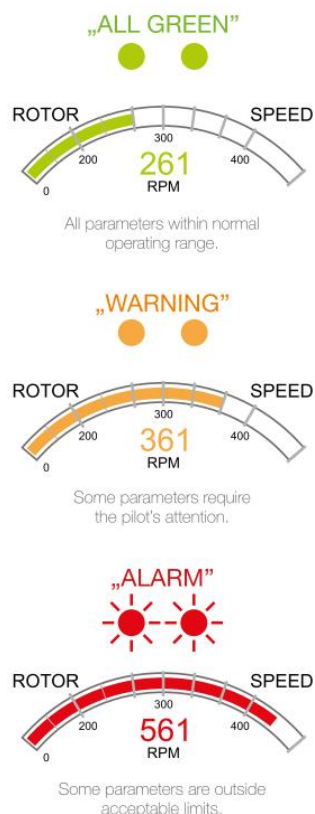 „ALL GREEN”
ROTOR SPEED
0 200 300 400
261
RPM
All parameters within normal
operating range.
„WARNING”
ROTOR SPEED
0 200 300 400
361
RPM
Some parameters require
the pilot's attention.
„ALARM”
ROTOR SPEED
0 200 300 400
561
RPM
Some parameters are outside
acceptable limits.